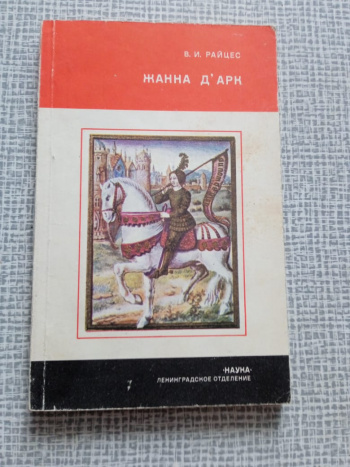 В. И. РАЙЦЕС
ЖАННА Д'АРК
·НАУКА·
ЛЕНИНГРАДСКОЕ ОТДЕЛЕНИЕ